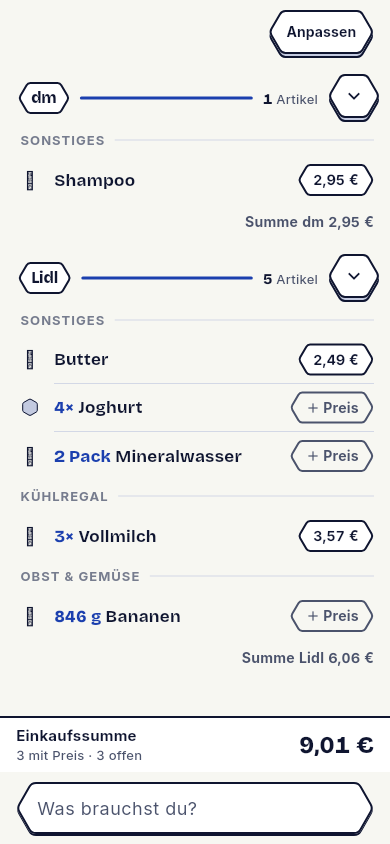 Anpassen
dm 1 Artikel
SONSTIGES
Shampoo 2,95 €
Summe dm 2,95 €
Lidl 5 Artikel
SONSTIGES
Butter 2,49 €
4× Joghurt + Preis
2 Pack Mineralwasser + Preis
KÜHLREGAL
3× Vollmilch 3,57 €
OBST & GEMÜSE
846 g Bananen + Preis
Summe Lidl 6,06 €
Einkaufssumme
3 mit Preis · 3 offen
9,01 €
Was brauchst du?